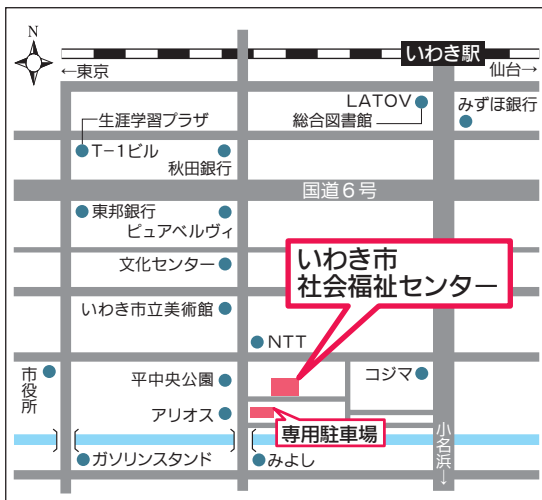 N
いわき駅
←東京
仙台→
LATOV
みずほ銀行
総合図書館
生涯学習プラザ
T-1ビル
秋田銀行
国道6号
東邦銀行
ピュアベルヴィ
いわき市
社会福祉センター
文化センター
いわき市立美術館
NTT
市役所
平中央公園
コジマ
アリオス
専用駐車場
小名浜→
ガソリンスタンド
みよし